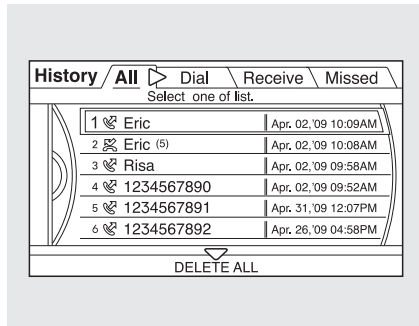 History All Dial Receive Missed
Select one of list.
1 Eric Apr. 02,'09 10:09AM
2 Eric (5) Apr. 02,'09 10:08AM
3 Risa Apr. 02,'09 09:58AM
4 1234567890 Apr. 02,'09 09:52AM
5 1234567891 Apr. 31,'09 12:07PM
6 1234567892 Apr. 26,'09 04:58PM
DELETE ALL